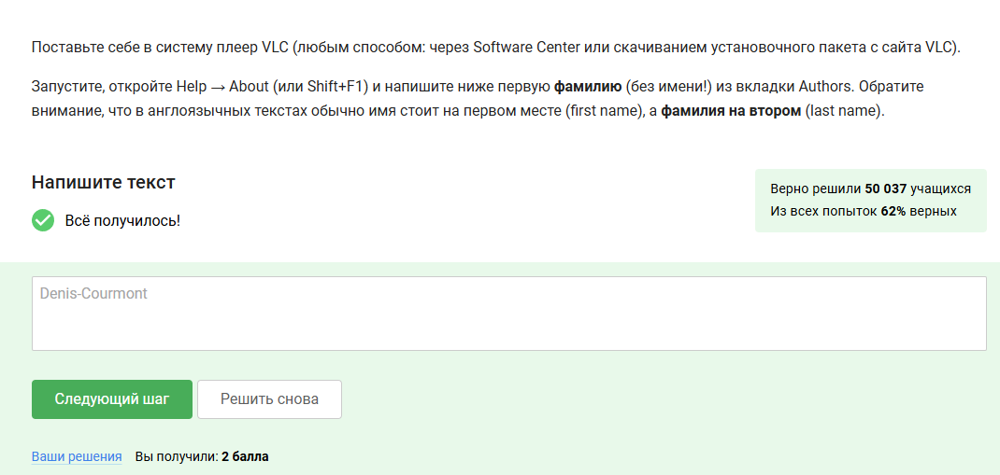 Поставьте себе в систему плеер VLC (любым способом: через Software Center или скачиванием установочного пакета с сайта VLC).
Запустите, откройте Help → About (или Shift+F1) и напишите ниже первую фамилию (без имени!) из вкладки Authors. Обратите
внимание, что в англоязычных текстах обычно имя стоит на первом месте (first name), а фамилия на втором (last name).
Напишите текст
Всё получилось!
Верно решили 50 037 учащихся
Из всех попыток 62% верных
Denis-Courmont
Следующий шаг
Решить снова
Ваши решения
Вы получили: 2 балла